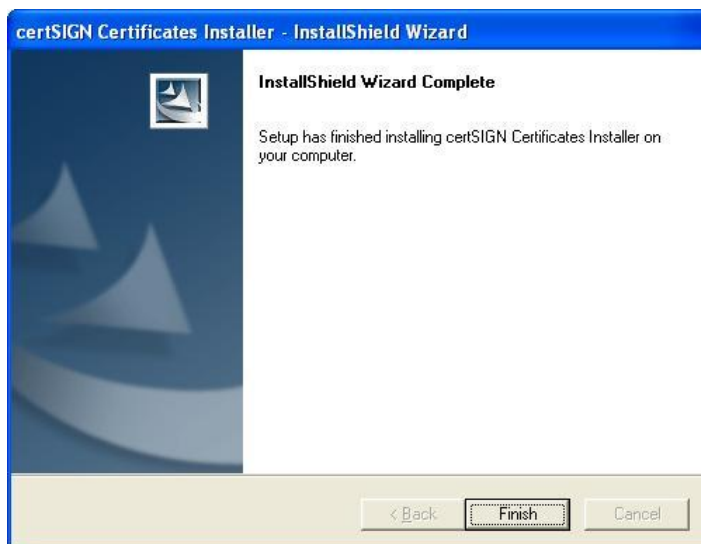 certSIGN Certificates Installer - InstallShield Wizard
InstallShield Wizard Complete
Setup has finished installing certSIGN Certificates Installer on
your computer.
< Back
Finish
Cancel